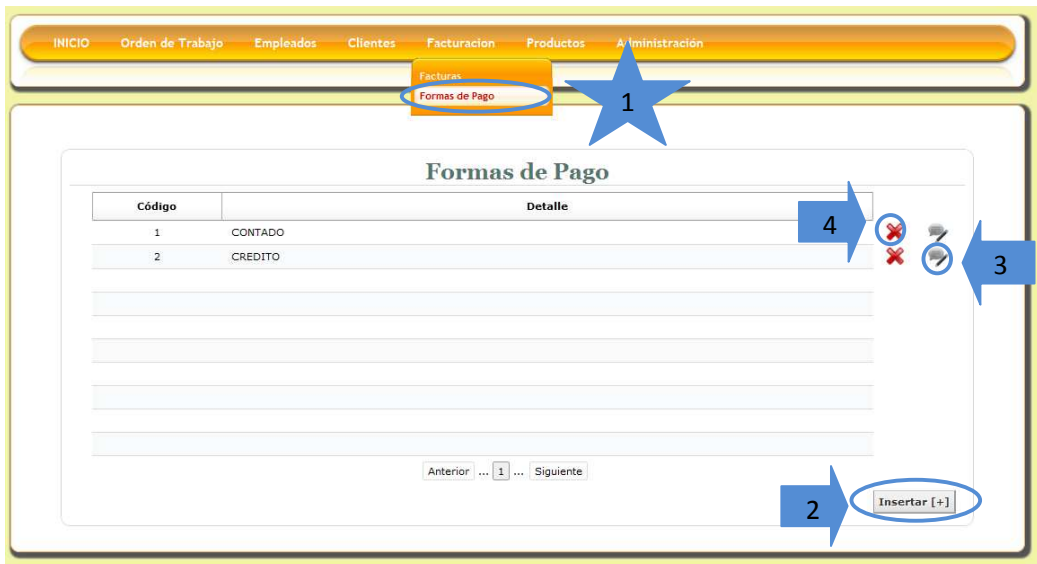 INICIO Orden de Trabajo Empleados Clientes Facturacion Productos Administración
Facturas
Formas de Pago
1
Formas de Pago
Código Detalle
4
1 CONTADO
2 CREDITO
3
Anterior ... 1 ... Siguiente
2
Insertar [+]